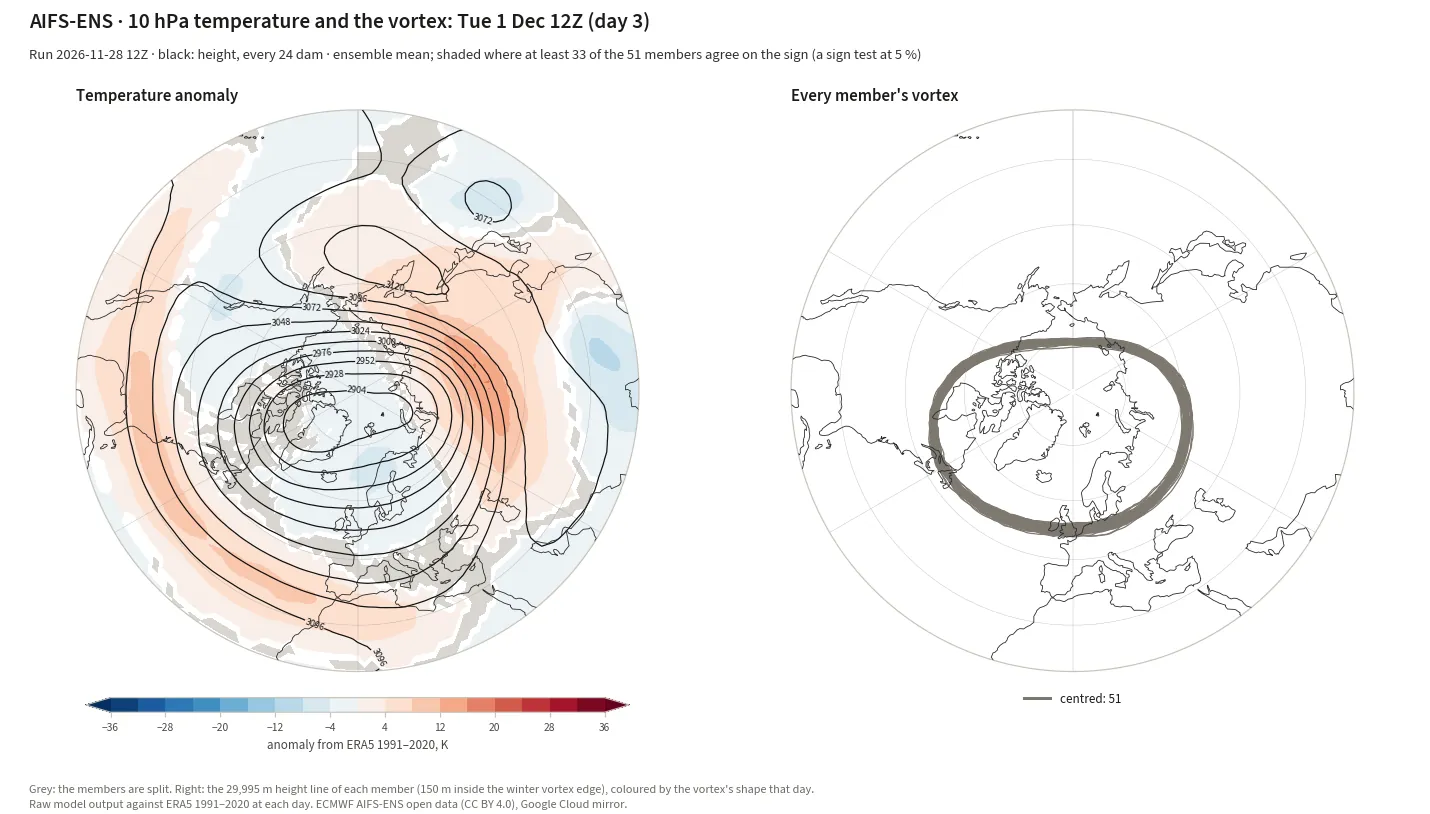 AIFS-ENS · 10 hPa temperature and the vortex: Tue 1 Dec 12Z (day 3)
Run 2026-11-28 12Z · black: height, every 24 dam · ensemble mean; shaded where at least 33 of the 51 members agree on the sign (a sign test at 5 %)
Temperature anomaly
Every member's vortex
3072
3120
3096
3072
3048
3024
3000
2976
2952
2928
2904
3096
3096
−36 −28 −20 −12 −4 4 12 20 28 36
anomaly from ERA5 1991–2020, K
centred: 51
Grey: the members are split. Right: the 29,995 m height line of each member (150 m inside the winter vortex edge), coloured by the vortex's shape that day.
Raw model output against ERA5 1991–2020 at each day. ECMWF AIFS-ENS open data (CC BY 4.0), Google Cloud mirror.